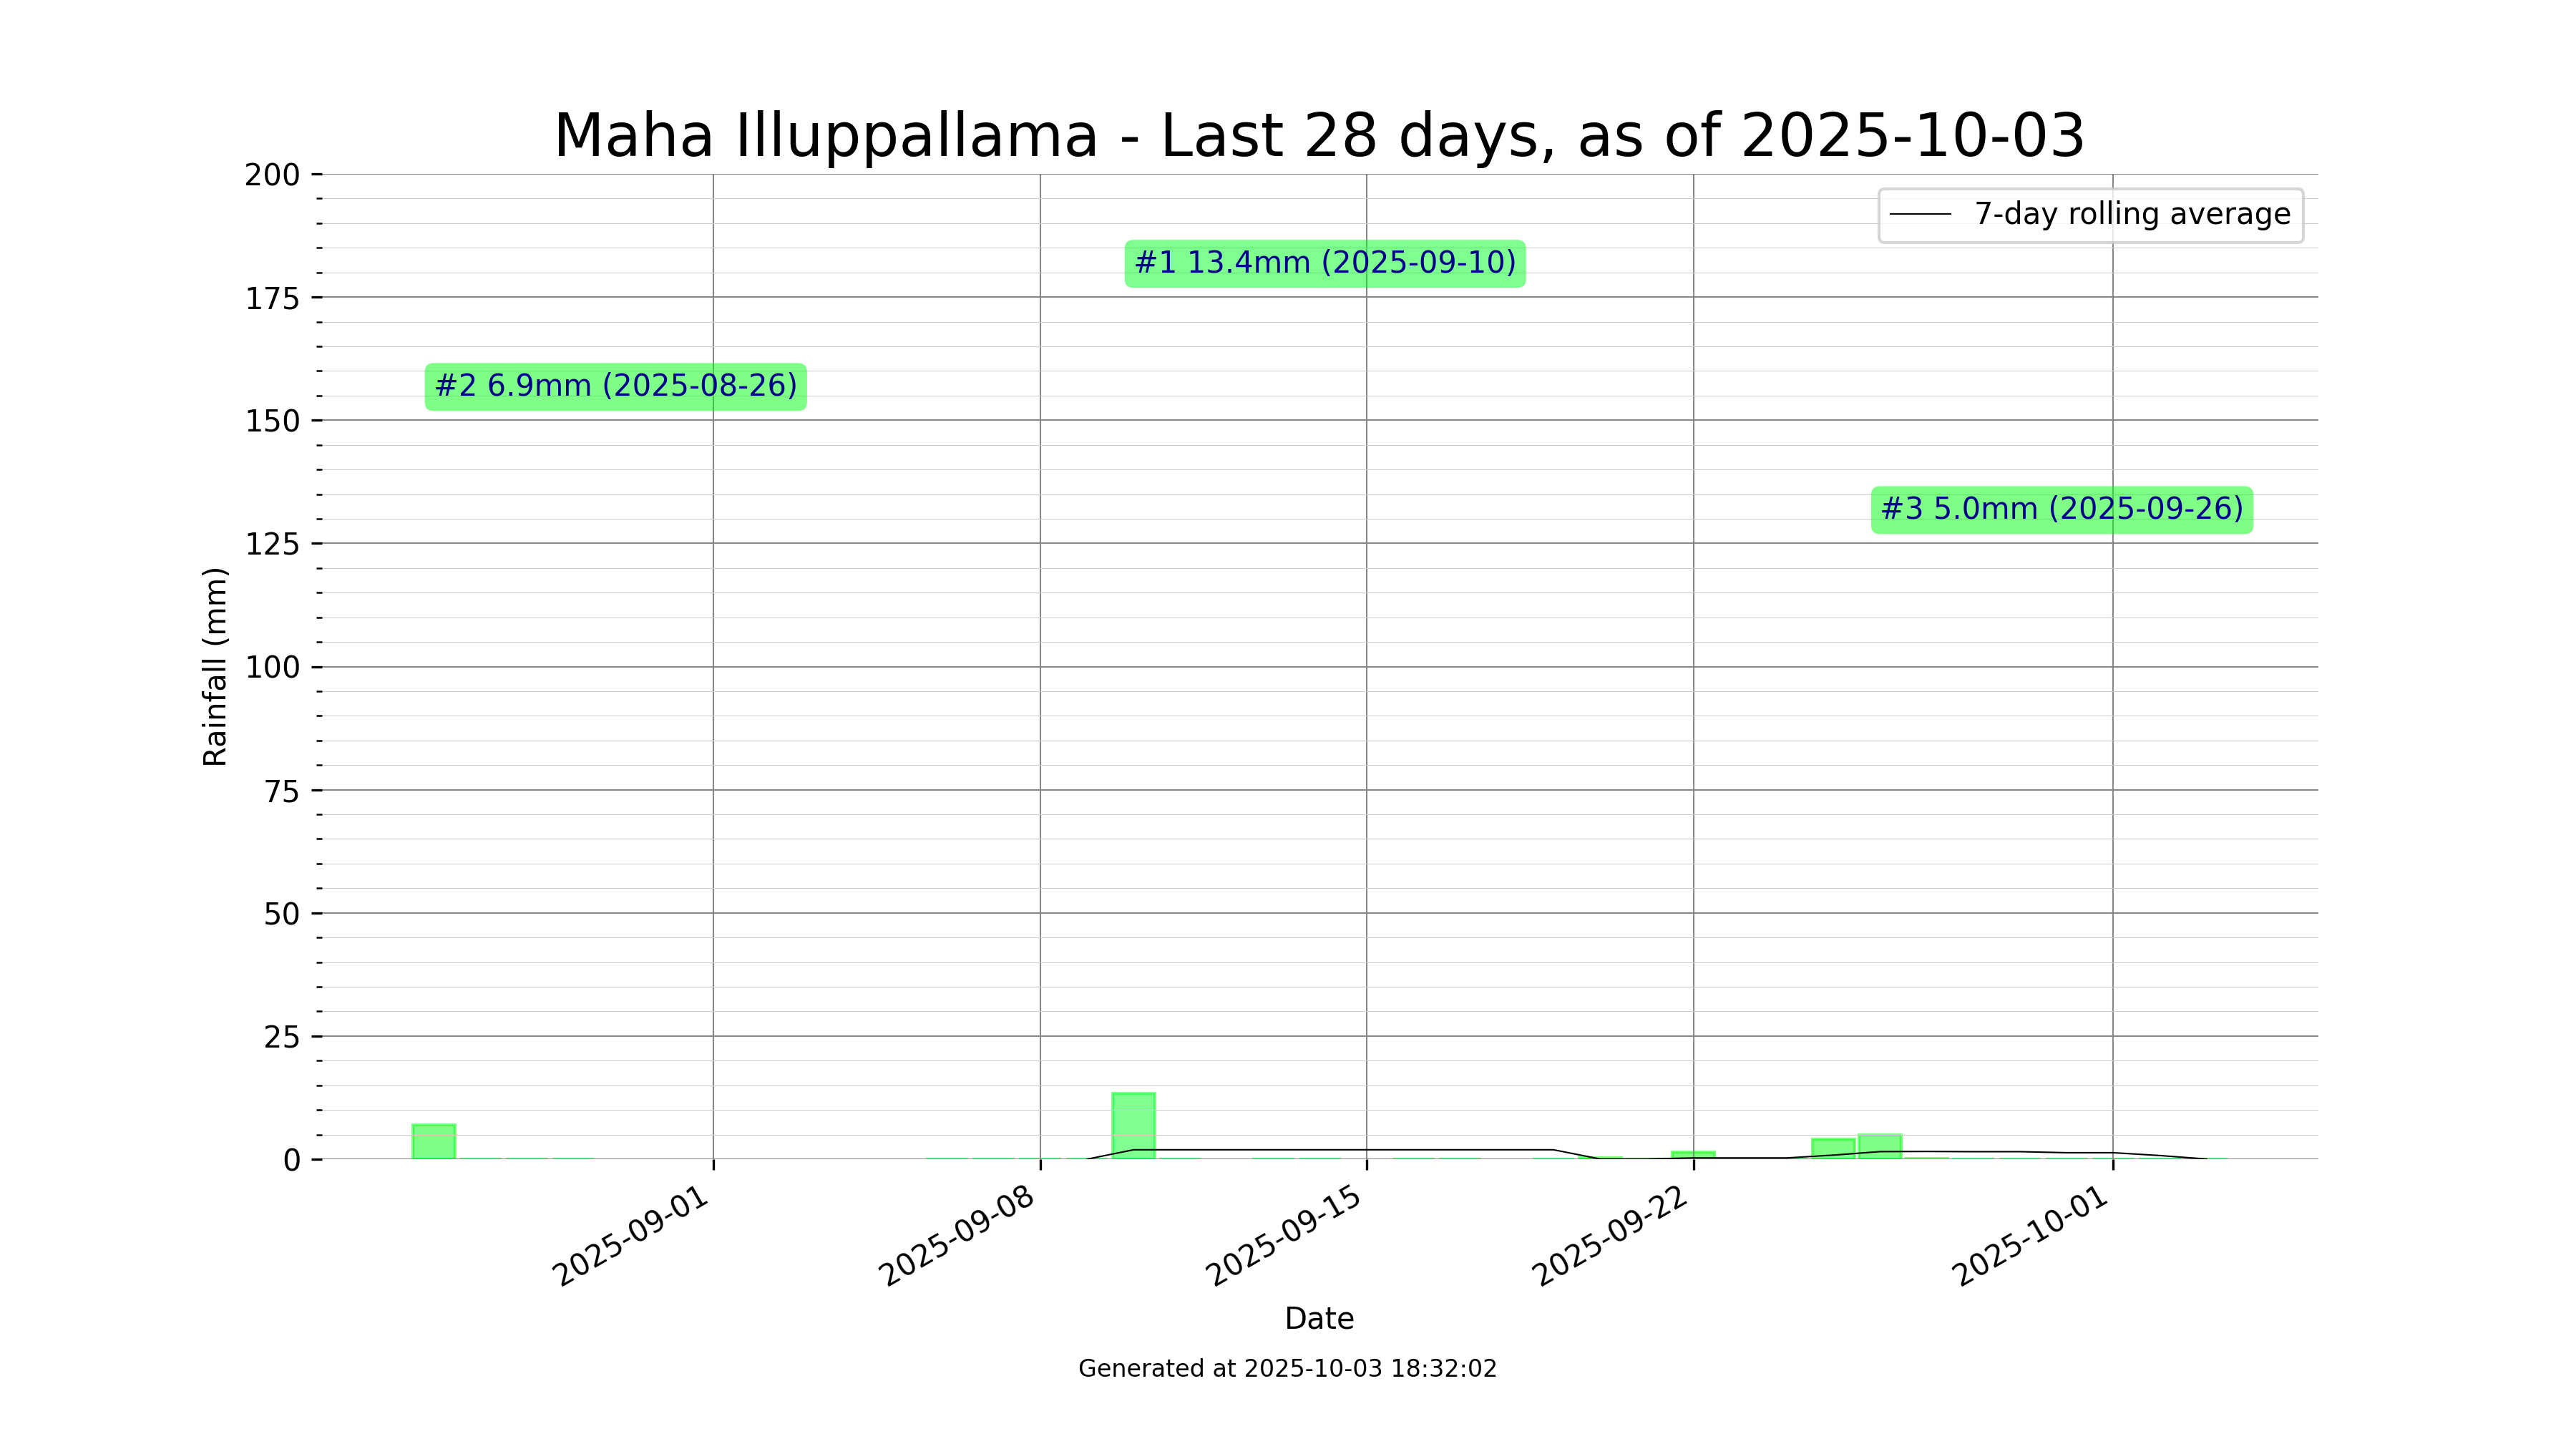 Maha Illuppallama - Last 28 days, as of 2025-10-03
200
175
150
125
100
75
50
25
0
Rainfall (mm)
7-day rolling average
#1 13.4mm (2025-09-10)
#2 6.9mm (2025-08-26)
#3 5.0mm (2025-09-26)
2025-09-01
2025-09-08
2025-09-15
2025-09-22
2025-10-01
Date
Generated at 2025-10-03 18:32:02